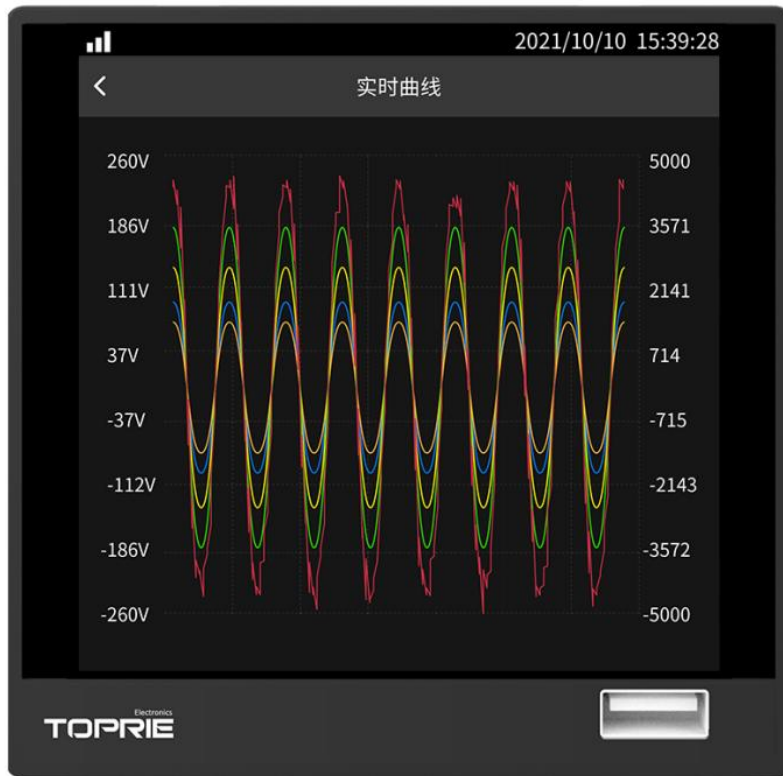 2021/10/10 15:39:28
实时曲线
260V 5000
186V 3571
111V 2141
37V 714
-37V -715
-112V -2143
-186V -3572
-260V -5000
Electronics
TOPRIE